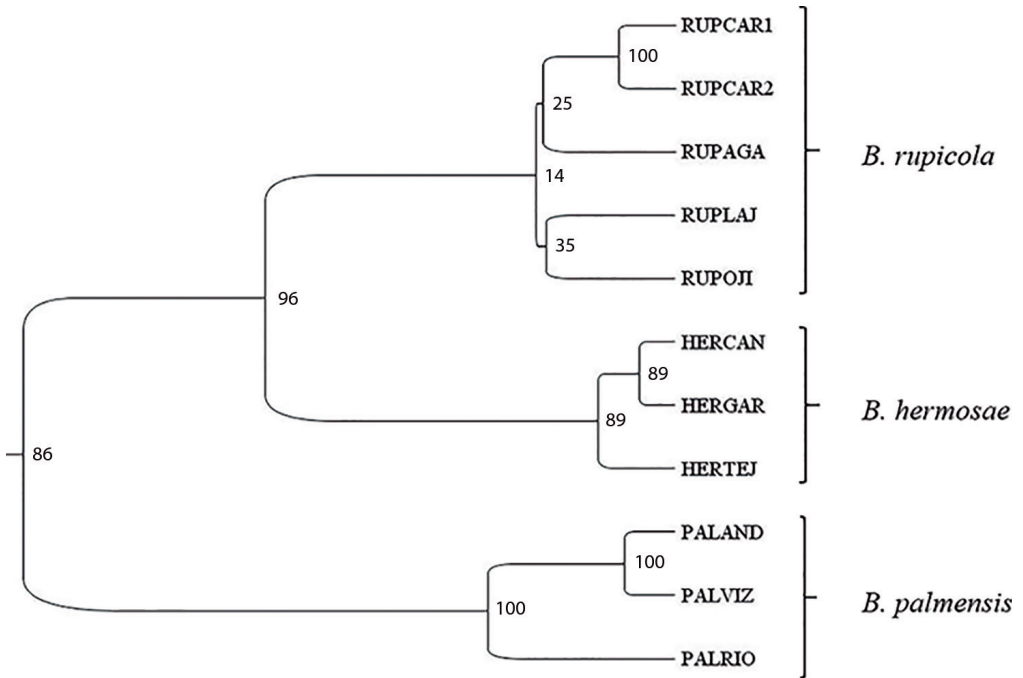 RUPCAR1
100
RUPCAR2
25
RUPAGA
B. rupicola
14
RUPLAJ
35
RUPOJI
96
HERCAN
89
HERGAR
B. hermosae
89
HERTEJ
86
PALAND
100
PALVIZ
B. palmensis
100
PALRIO